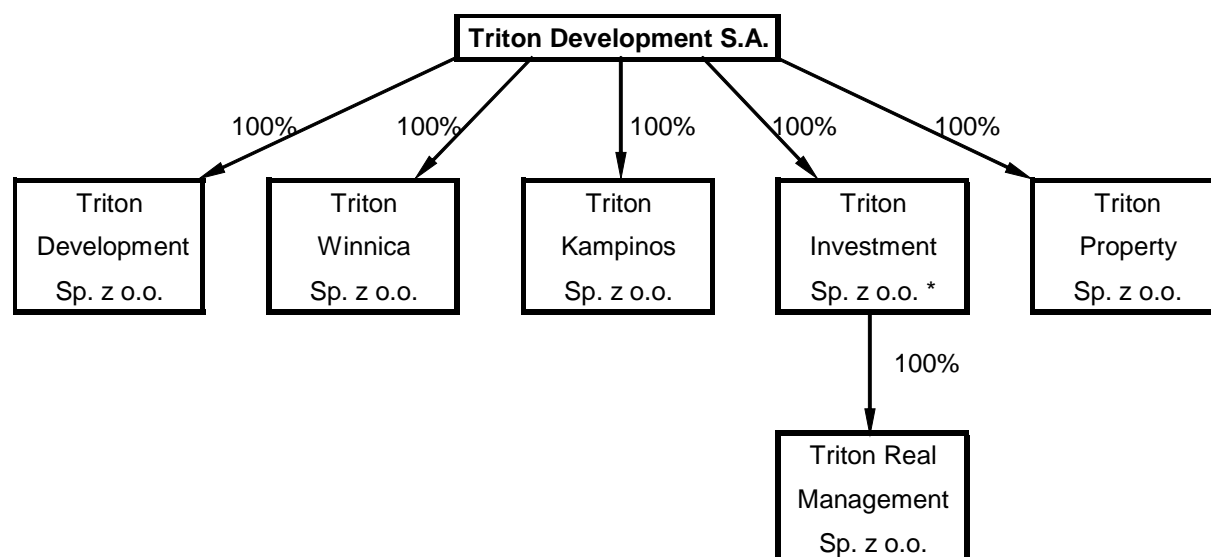 Triton Development S.A.
100%
100%
100%
100%
100%
Triton
Development
Sp. z o.o.
Triton
Winnica
Sp. z o.o.
Triton
Kampinos
Sp. z o.o.
Triton
Investment
Sp. z o.o. *
Triton
Property
Sp. z o.o.
100%
Triton Real
Management
Sp. z o.o.